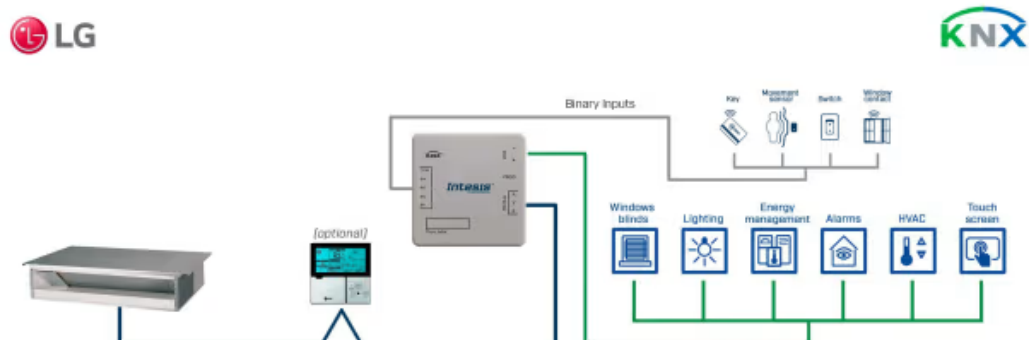 LG
KNX
Binary Inputs
Key
Movement
sensor
Switch
Window
contact
Intesis
[optional]
Windows
blinds
Lighting
Energy
management
Alarms
HVAC
Touch
screen